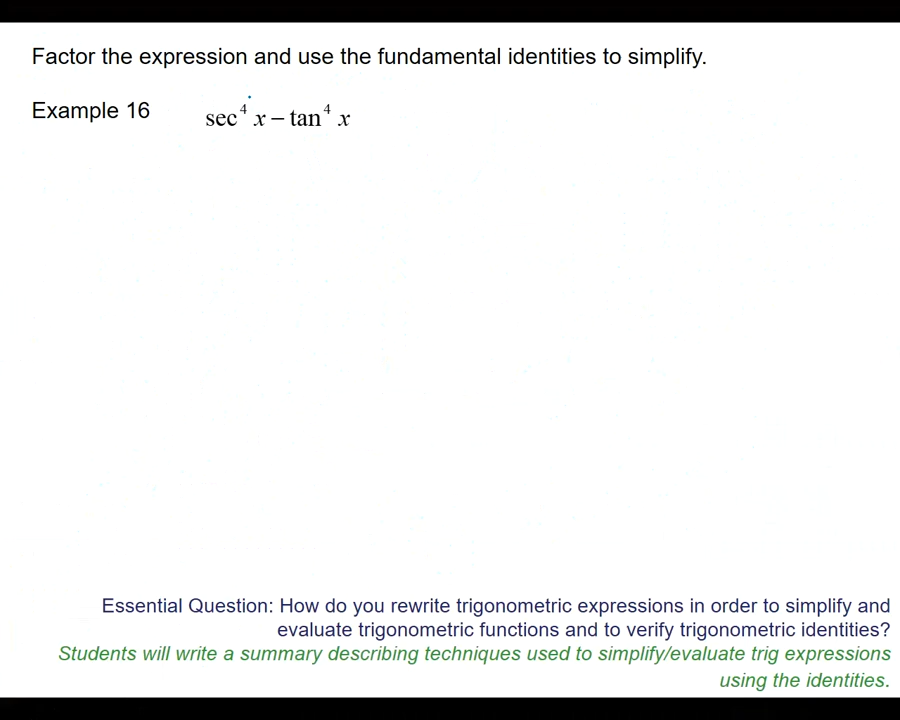 Factor the expression and use the fundamental identities to simplify.
Example 16 sec⁴ x − tan⁴ x
Essential Question: How do you rewrite trigonometric expressions in order to simplify and
evaluate trigonometric functions and to verify trigonometric identities?
Students will write a summary describing techniques used to simplify/evaluate trig expressions
using the identities.